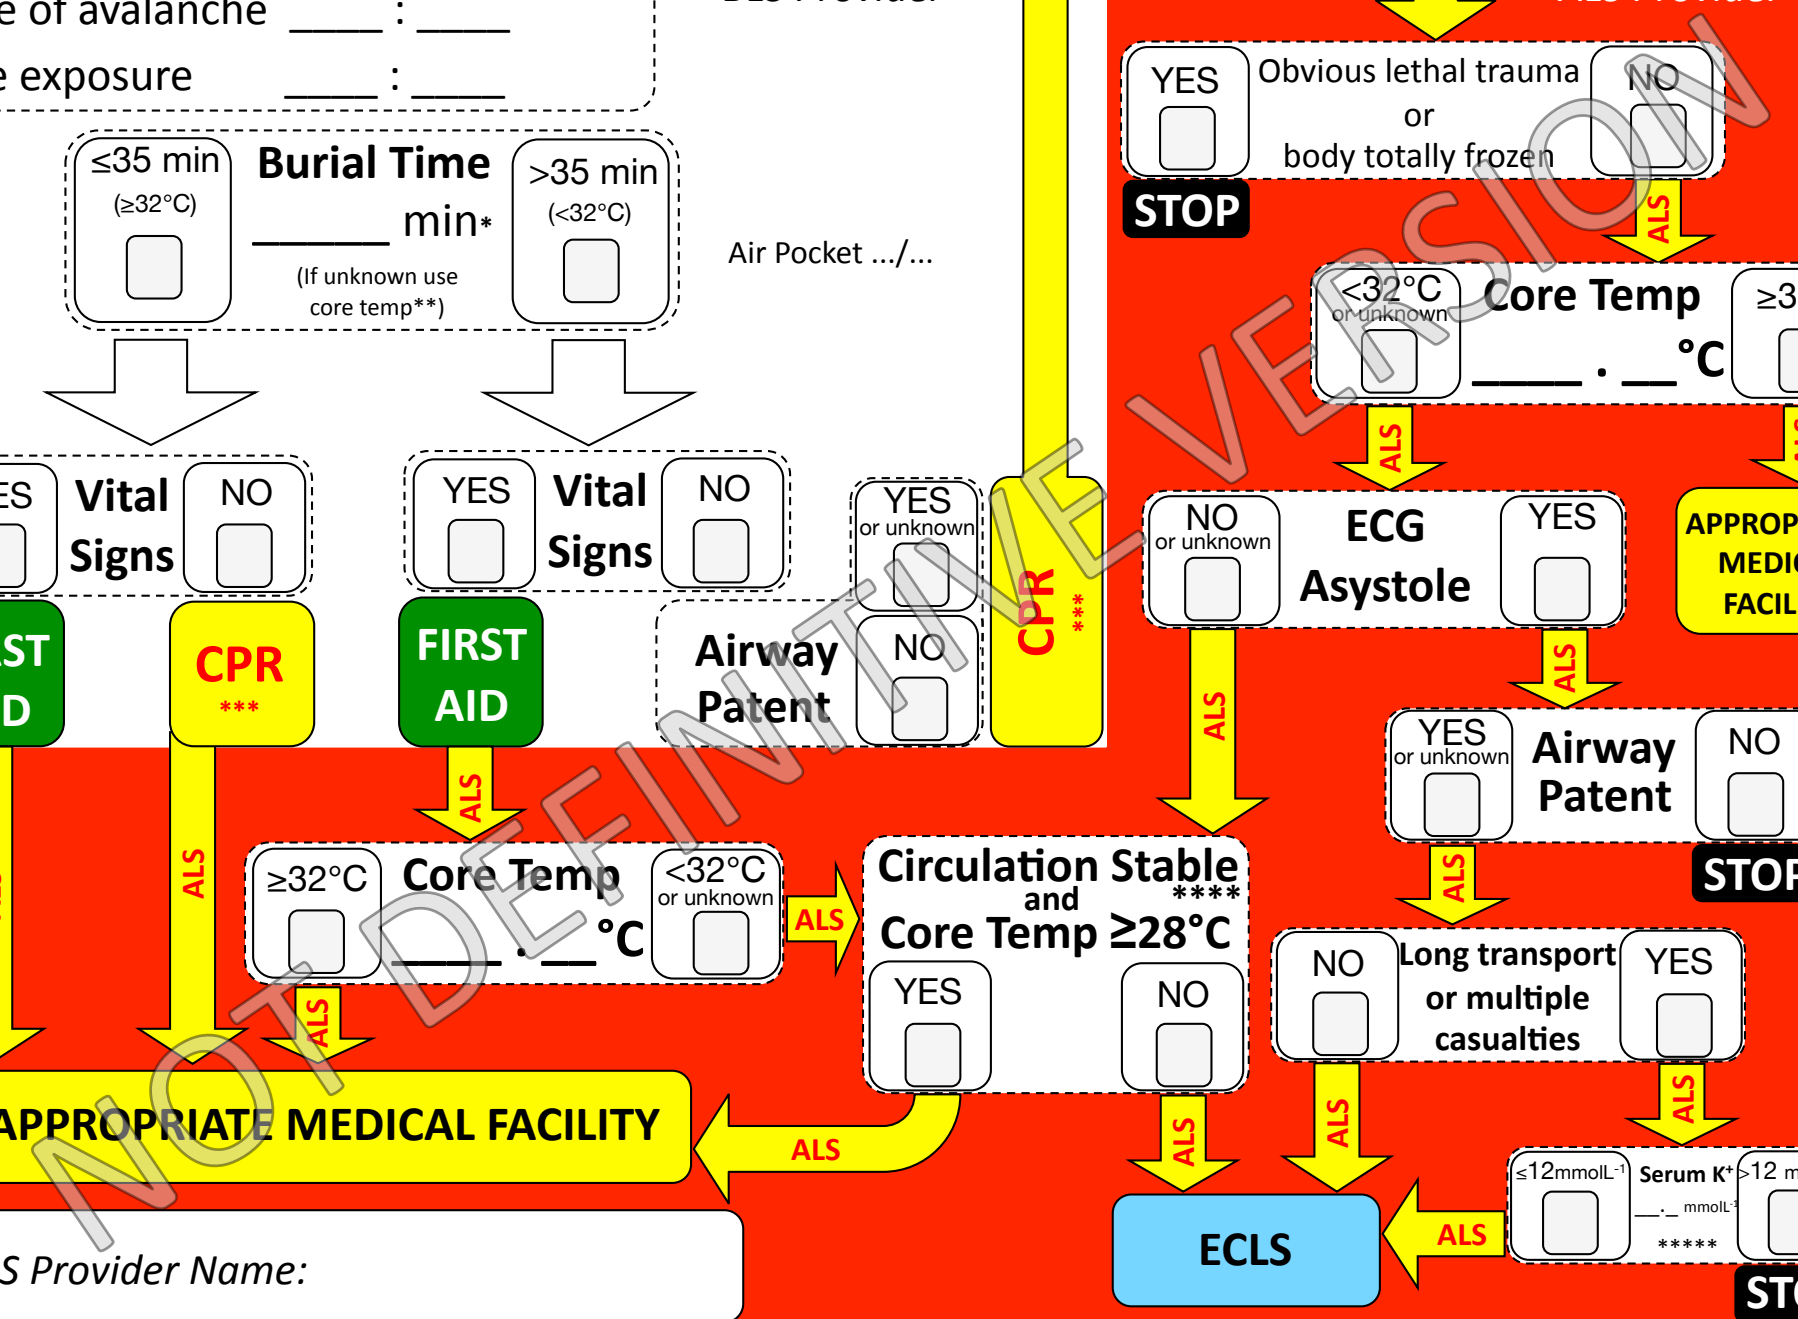 e of avalanche ____ : ____
e exposure ____ : ____
≤35 min
(≥32°C)
Burial Time
_____ min*
(If unknown use
core temp**)
>35 min
(<32°C)
Air Pocket .../...
ES
Vital
Signs
NO
YES
Vital
Signs
NO
YES
or unknown
Airway
Patent
NO
CPR
***
ST
D
CPR
***
FIRST
AID
ALS
ALS
ALS
≥32°C
Core Temp
____ . __ °C
<32°C
or unknown
ALS
ALS
Circulation Stable
and ****
Core Temp ≥28°C
YES
NO
ALS
ALS
APPROPRIATE MEDICAL FACILITY
S Provider Name:
YES
Obvious lethal trauma
or
body totally frozen
NO
STOP
ALS
<32°C
or unknown
Core Temp
____ . __ °C
≥3
ALS
ALS
NO
or unknown
ECG
Asystole
YES
APPROP
MEDI
FACIL
ALS
ALS
YES
or unknown
Airway
Patent
NO
STOP
ALS
NO
Long transport
or multiple
casualties
YES
ALS
ALS
≤12mmolL⁻¹
Serum K⁺
__._ mmolL⁻¹
*****
>12 m
ALS
ECLS
STO
NOT DEFINITIVE VERSION